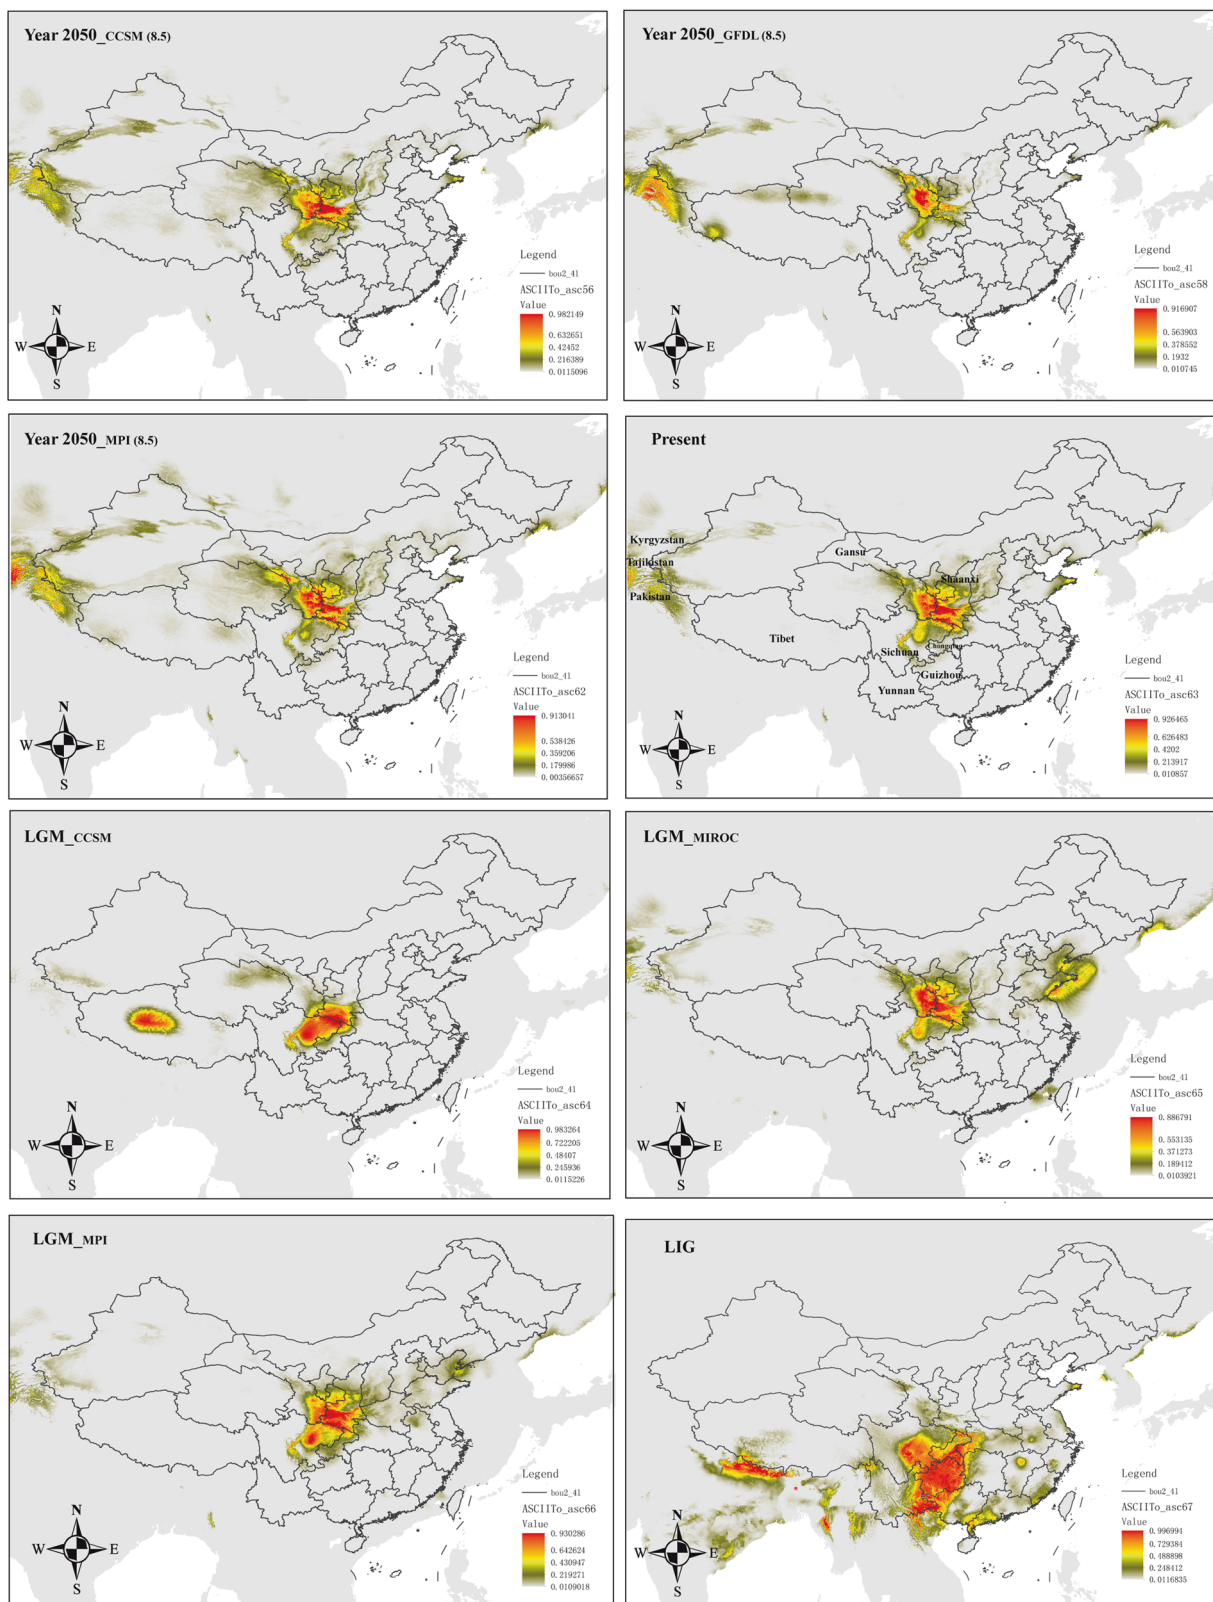 Year 2050_CCSM (8.5)
Legend
bou2_41
ASCIITo_asc56
Value
0.982149
0.632651
0.42452
0.216389
0.0115096
N
W E
S
Year 2050_GFDL (8.5)
Legend
bou2_41
ASCIITo_asc58
Value
0.916907
0.563903
0.378552
0.1932
0.010745
N
W E
S
Year 2050_MPI (8.5)
Legend
bou2_41
ASCIITo_asc62
Value
0.913041
0.538426
0.359206
0.179986
0.00356657
N
W E
S
Present
Kyrgyzstan
Gansu
Tajikistan
Shaanxi
Pakistan
Tibet
Chongqing
Sichuan
Guizhou
Yunnan
Legend
bou2_41
ASCIITo_asc63
Value
0.926465
0.626483
0.4202
0.213917
0.010857
N
W E
S
LGM_CCSM
Legend
bou2_41
ASCIITo_asc64
Value
0.983264
0.722205
0.48407
0.245936
0.0115226
N
W E
S
LGM_MIROC
Legend
bou2_41
ASCIITo_asc65
Value
0.886791
0.553135
0.371273
0.189412
0.0103921
N
W E
S
LGM_MPI
Legend
bou2_41
ASCIITo_asc66
Value
0.930286
0.642624
0.430947
0.219271
0.0109018
N
W E
S
LIG
Legend
bou2_41
ASCIITo_asc67
Value
0.996994
0.729384
0.488898
0.248412
0.0116835
N
W E
S